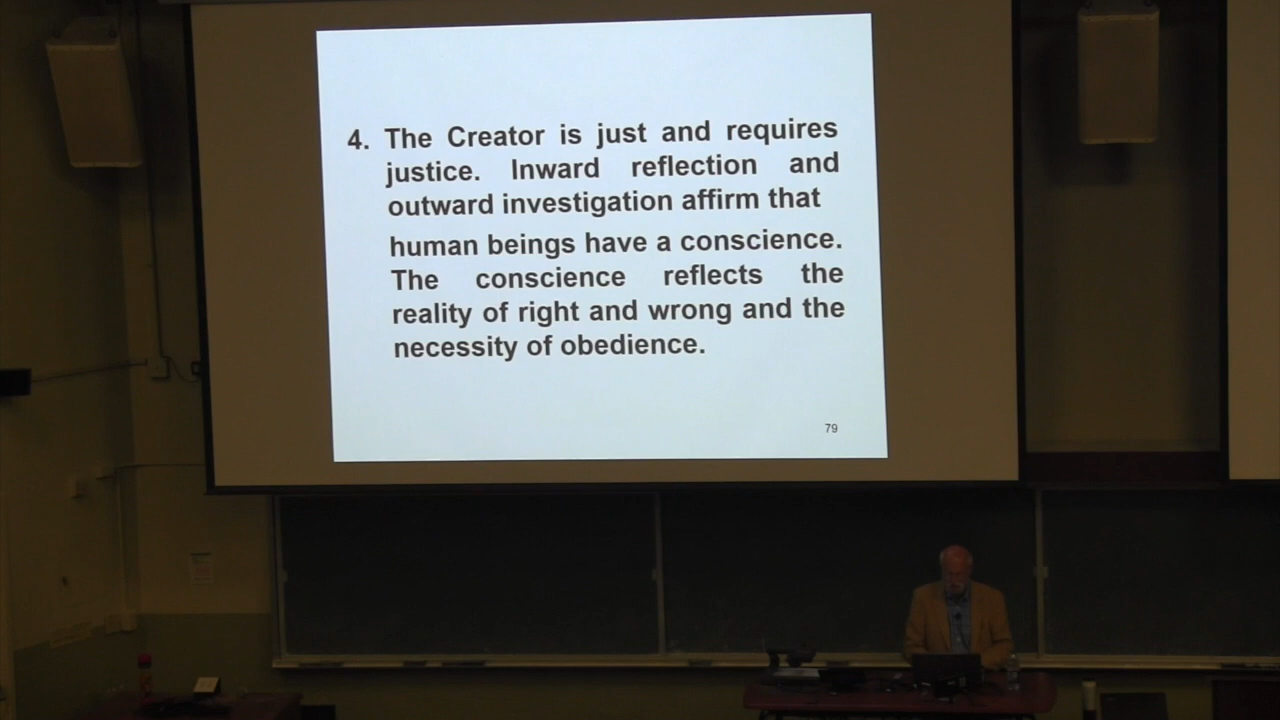 4. The Creator is just and requires
justice. Inward reflection and
outward investigation affirm that
human beings have a conscience.
The conscience reflects the
reality of right and wrong and the
necessity of obedience.
79